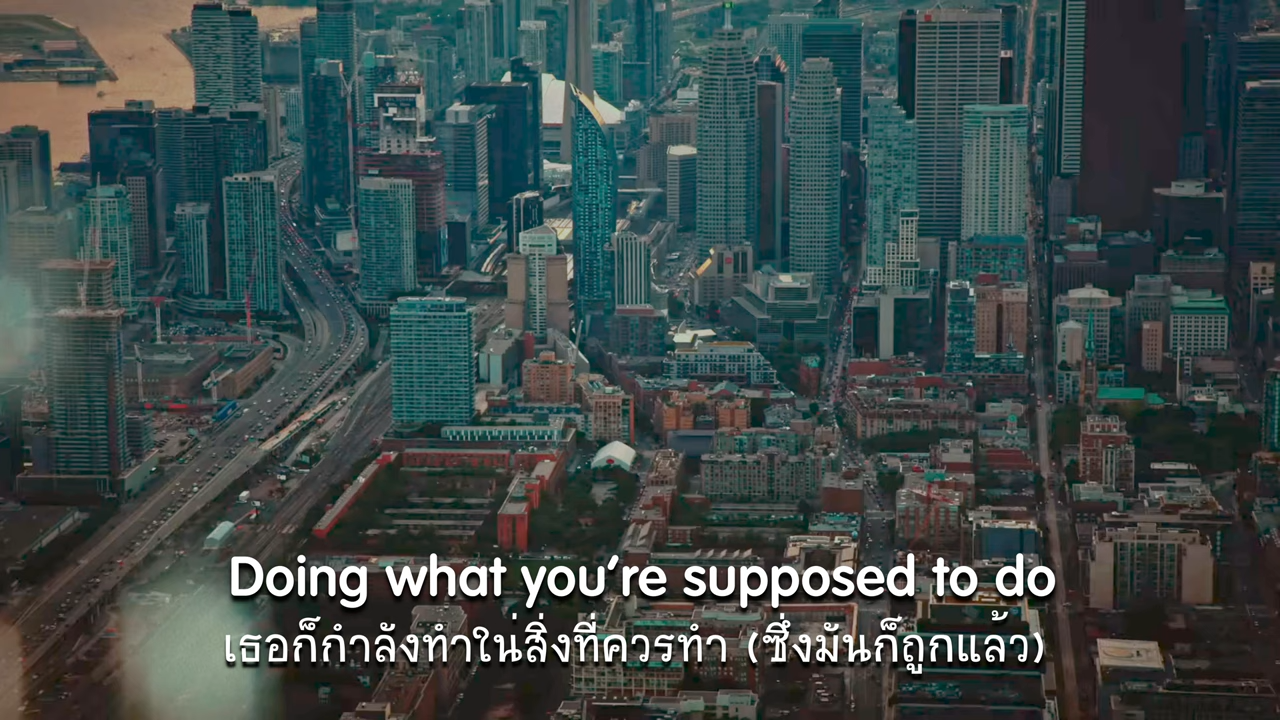 Doing what you're supposed to do
เธอก็กำลังทำใน่สิ่งที่ควรทำ (ซึ่งมันก็ถูกแล้ว)